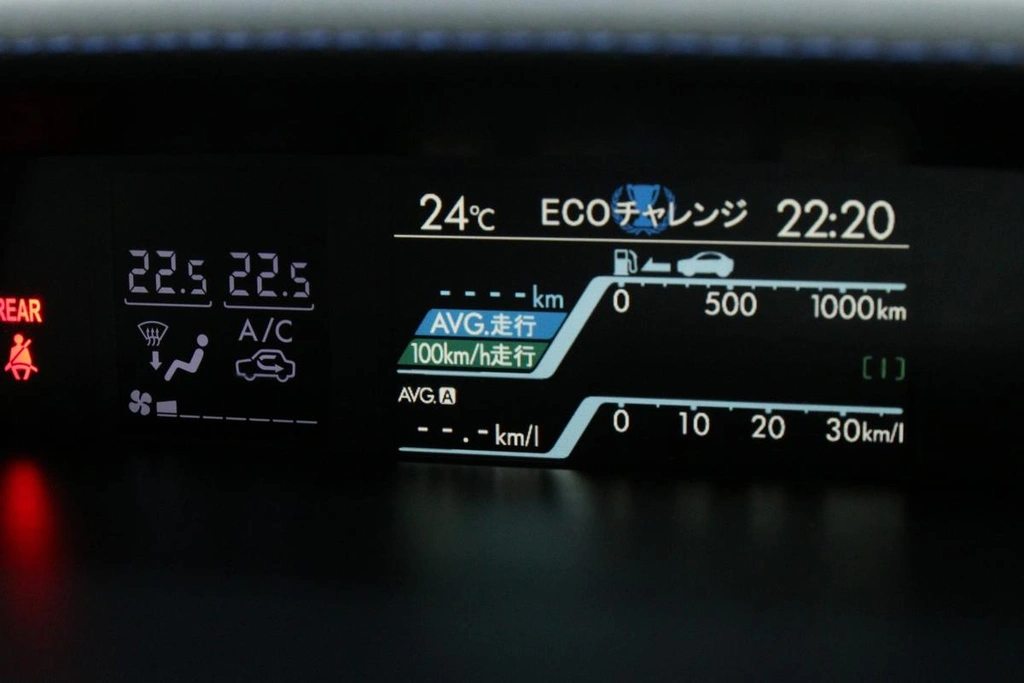 24℃ ECOチャレンジ 22:20
22.5 22.5
REAR
A/C
- - - - km
0 500 1000km
AVG.走行
100km/h走行
[1]
AVG.A
- - . - km/l
0 10 20 30km/l